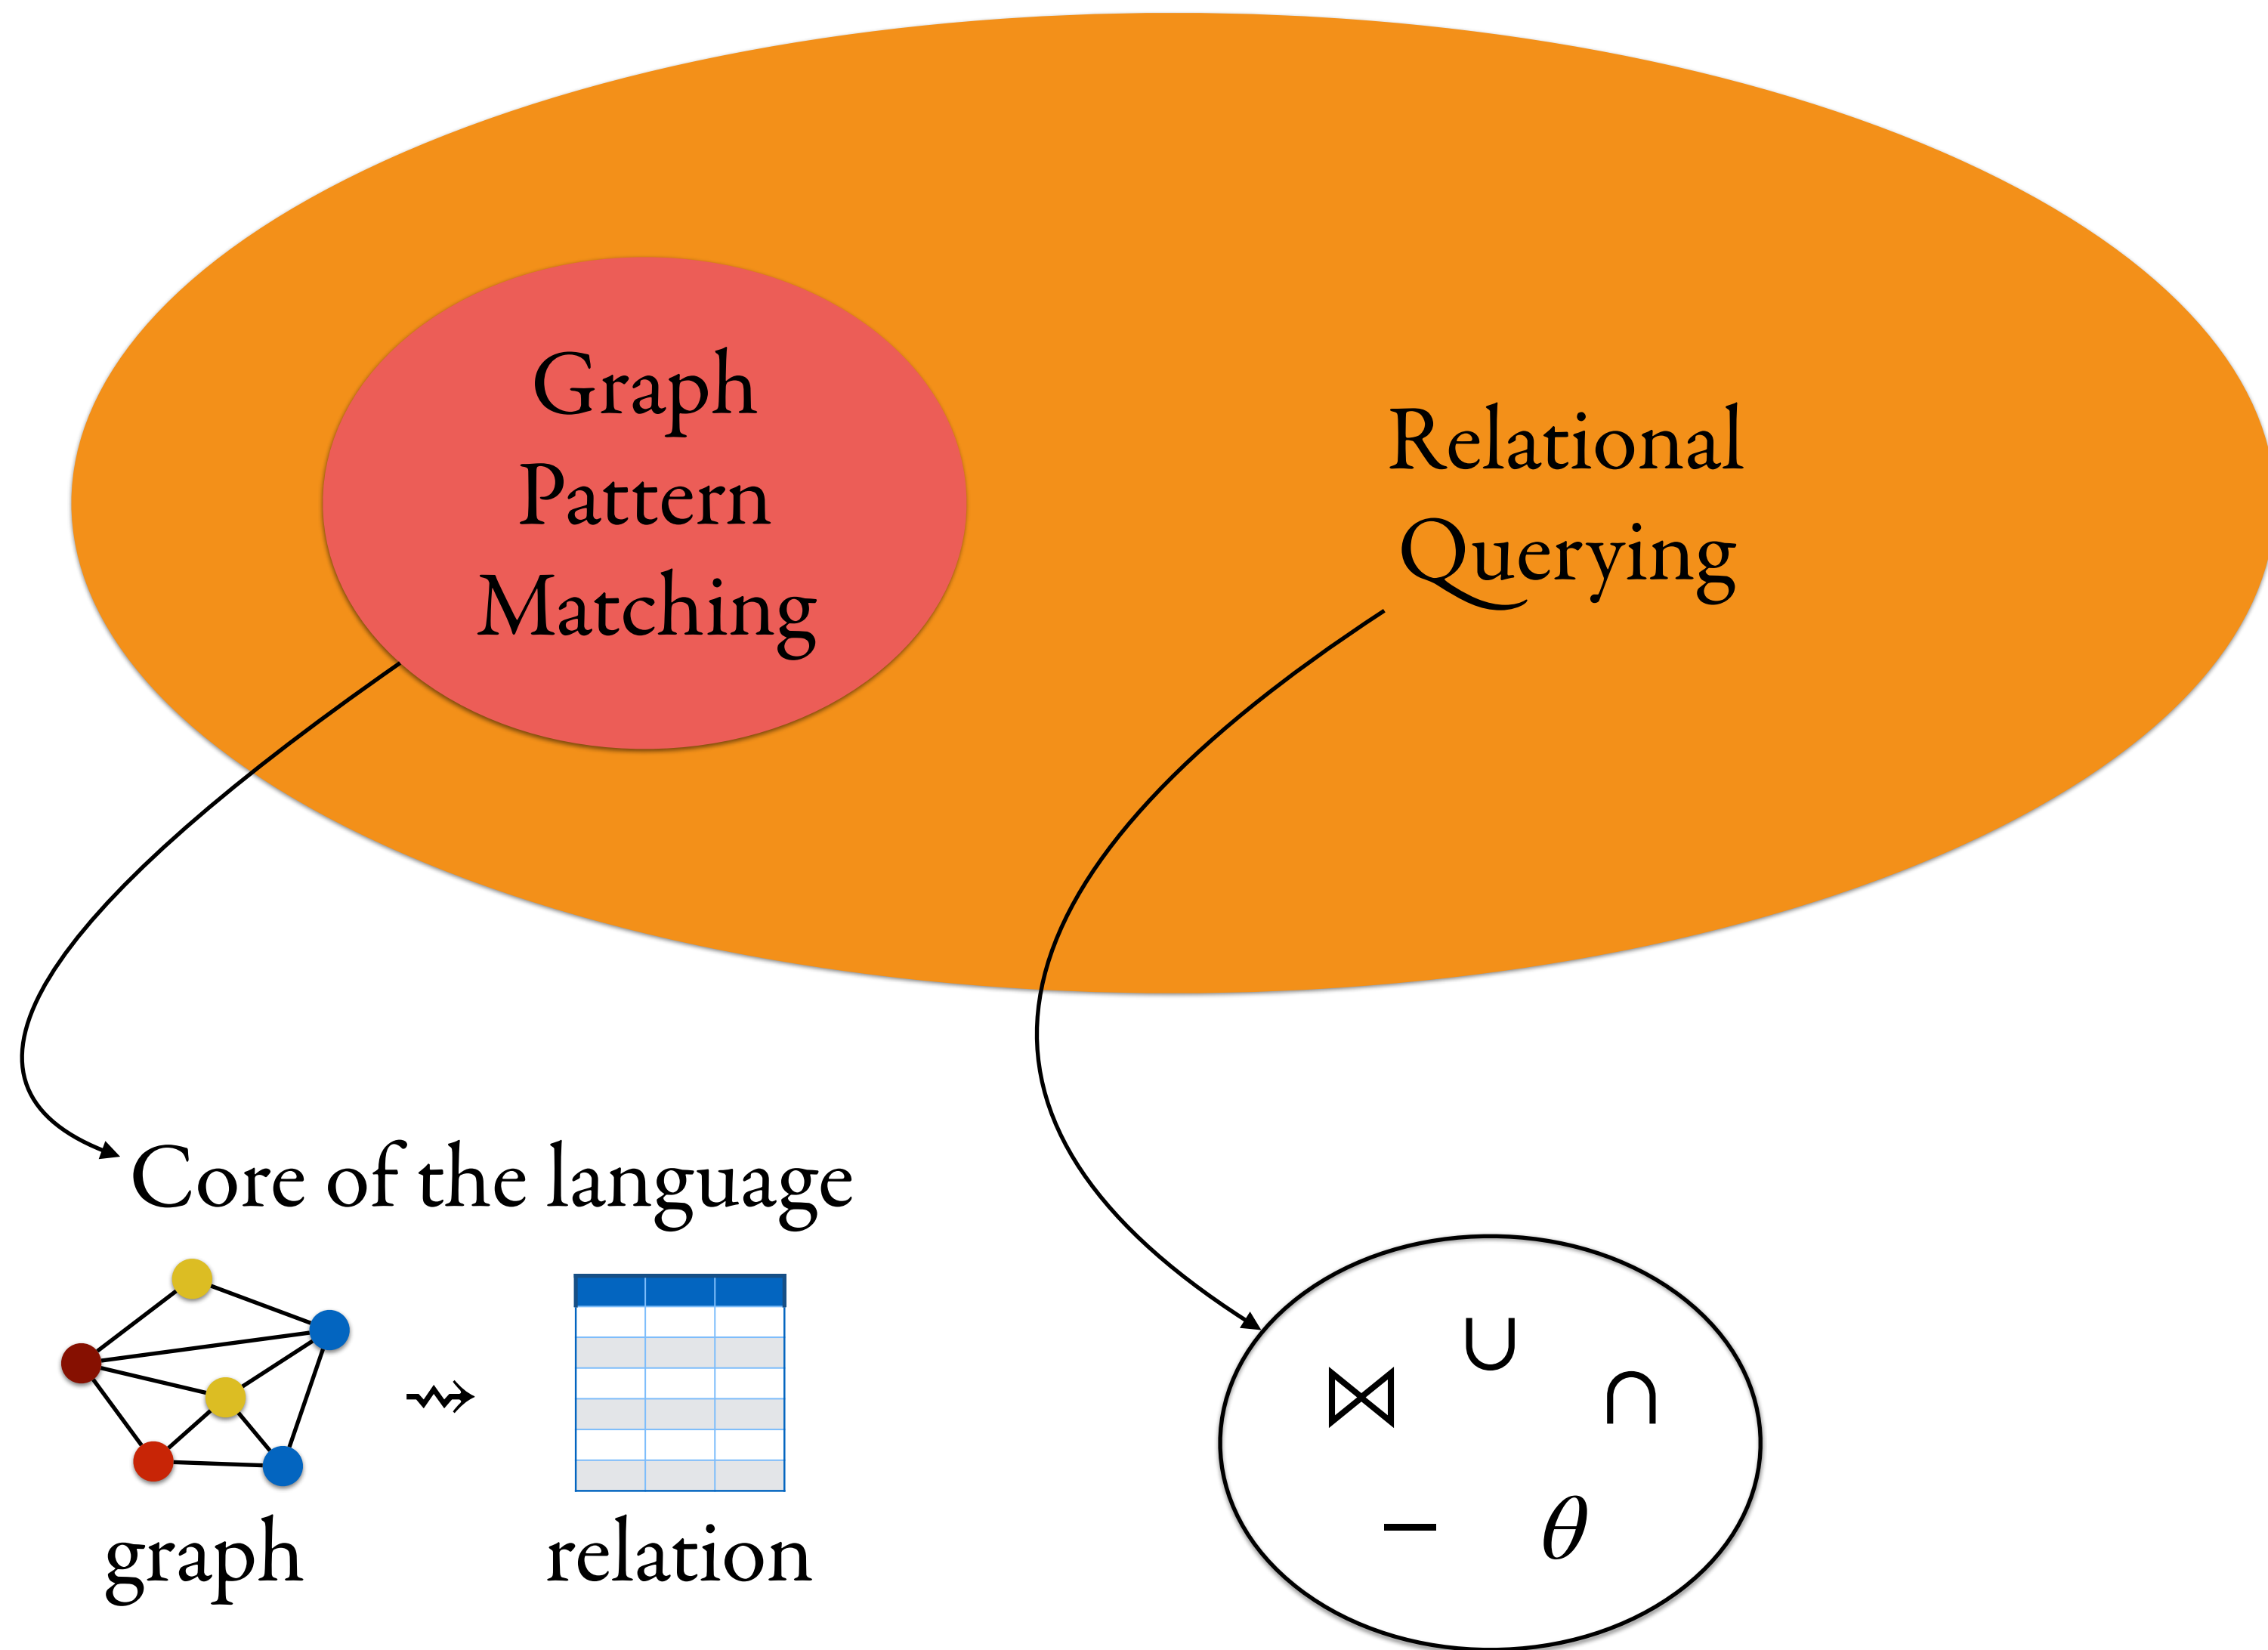 Graph
Pattern
Matching
Relational
Querying
Core of the language
graph
relation
⋈ ∪ ∩
− θ